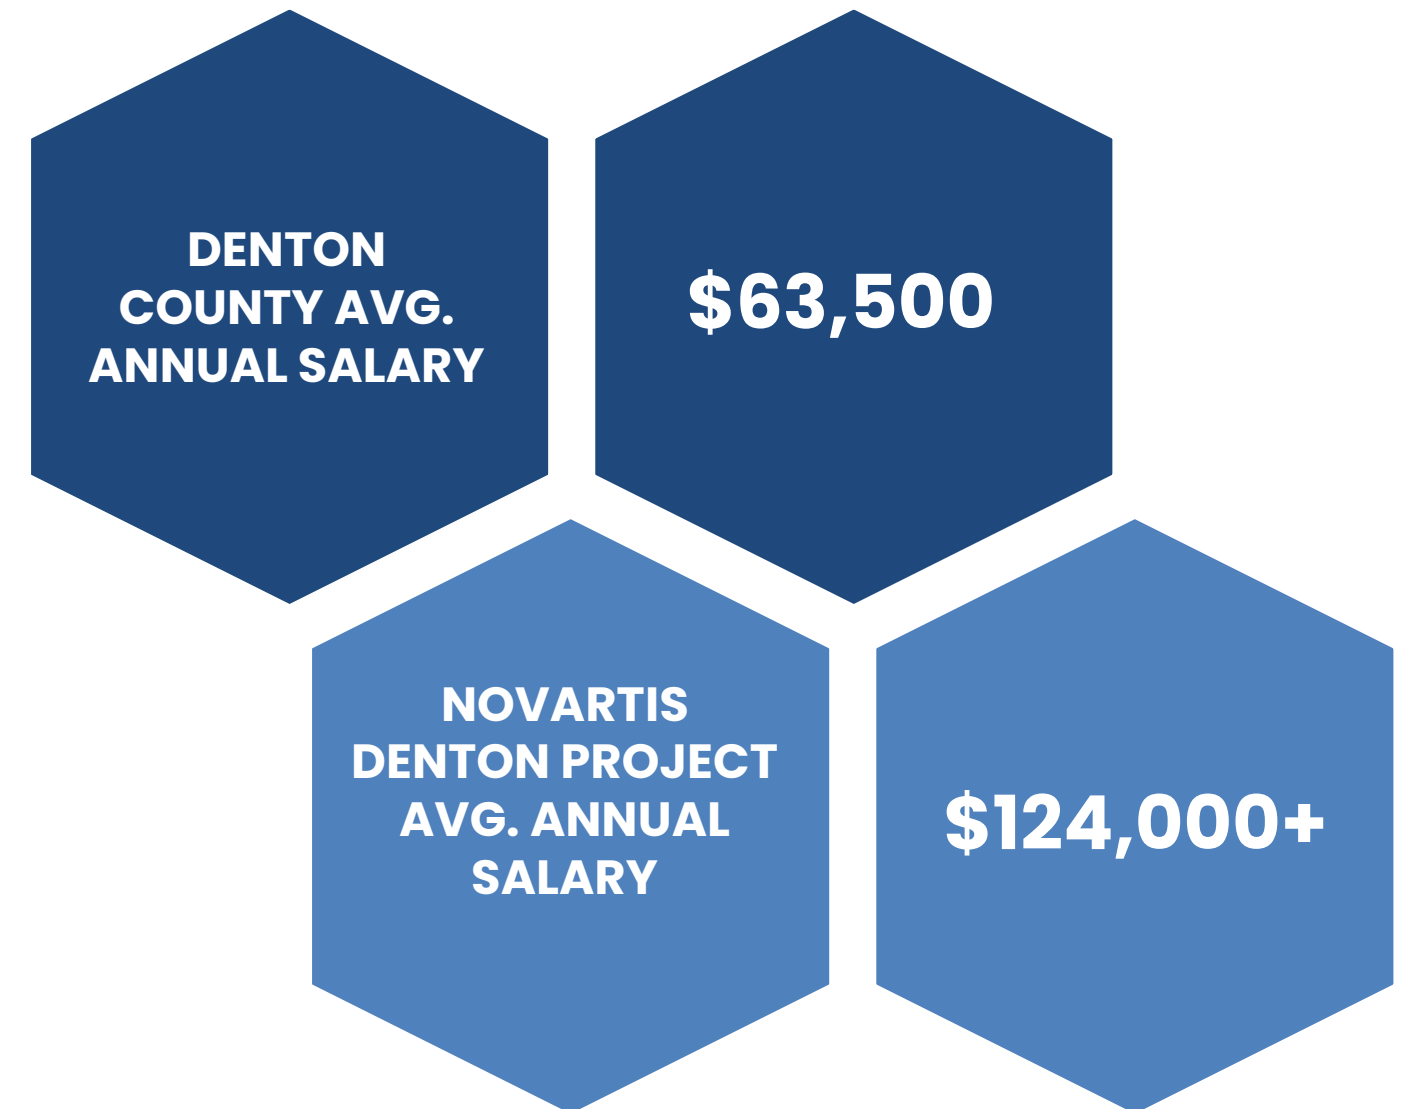 DENTON
COUNTY AVG.
ANNUAL SALARY
$63,500
NOVARTIS
DENTON PROJECT
AVG. ANNUAL
SALARY
$124,000+